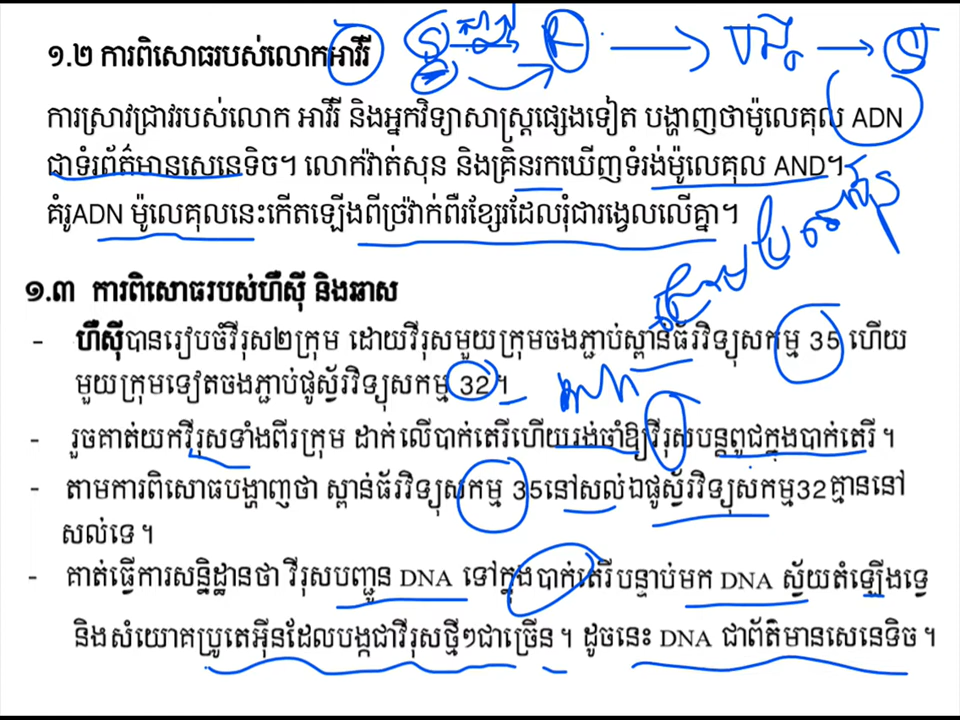 ១.២ ការពិសោធរបស់លោកអាវើរី
ការស្រាវជ្រាវរបស់លោក អាវើរី និងអ្នកវិទ្យាសាស្ត្រផ្សេងទៀត បង្ហាញថាម៉ូលេគុល ADN
ជាទំរព័ត៌មានសេនេទិច។ លោកវ៉ាត់សុន និងគ្រិនរកឃើញទំរង់ម៉ូលេគុល AND។
គំរូADN ម៉ូលេគុលនេះកើតឡើងពីច្រវ៉ាក់ពីរខ្សែរដែលរុំជារង្វេលលើគ្នា។
១.៣ ការពិសោធរបស់ហឺស៊ី និងឆាស
- ហឺស៊ីបានរៀបចំវីរុស២ក្រុម ដោយវីរុសមួយក្រុមចងភ្ជាប់ស្ពាន់ធ័រវិទ្យុសកម្ម 35 ហើយ
មួយក្រុមទៀតចងភ្ជាប់ផូស្វ័រវិទ្យុសកម្ម 32 ។
- រួចគាត់យកវីរុសទាំងពីរក្រុម ដាក់លើបាក់តេរីហើយរង់ចាំឱ្យវីរុសបន្តពូជក្នុងបាក់តេរី។
- តាមការពិសោធបង្ហាញថា ស្ពាន់ធ័រវិទ្យុសកម្ម 35នៅសល់ឯផូស្វ័រវិទ្យុសកម្ម32គ្មាននៅ
សល់ទេ។
- គាត់ធ្វើការសន្និដ្ឋានថា វីរុសបញ្ជូន DNA ទៅក្នុងបាក់តេរីបន្ទាប់មក DNA ស្វ័យតំឡើងទ្វេ
និងសំយោគប្រូតេអ៊ីនដែលបង្កជាវីរុសថ្មីៗជាច្រើន។ ដូចនេះ DNA ជាព័ត៌មានសេនេទិច។